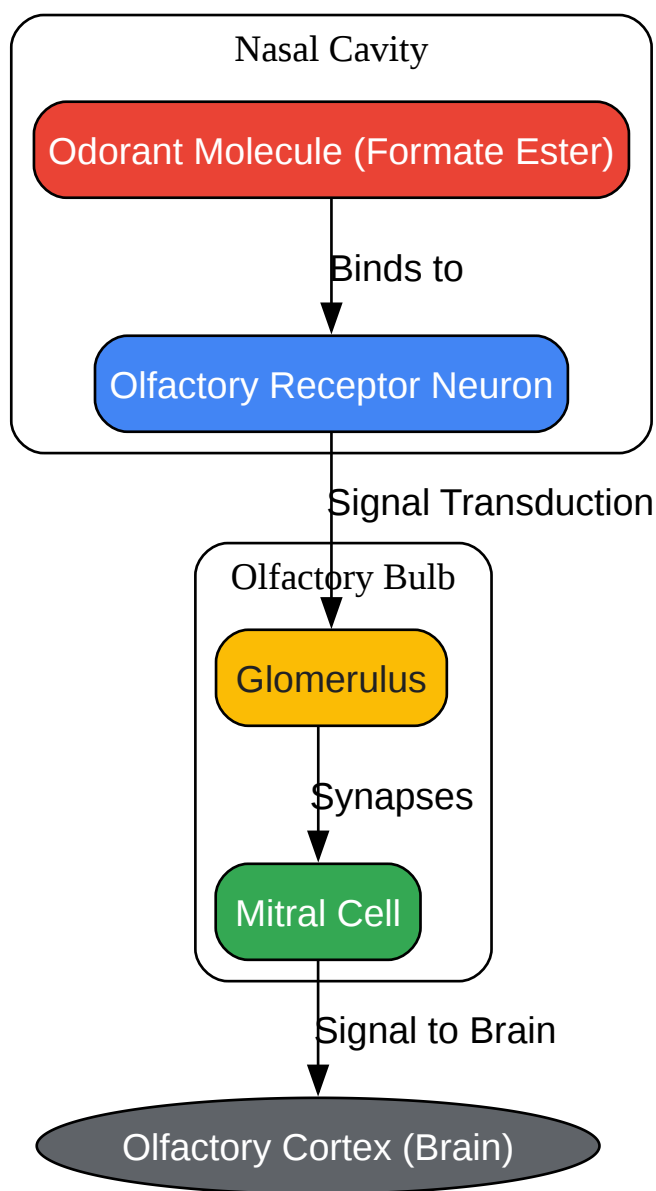 Nasal Cavity
Odorant Molecule (Formate Ester)
Binds to
Olfactory Receptor Neuron
Signal Transduction
Olfactory Bulb
Glomerulus
Synapses
Mitral Cell
Signal to Brain
Olfactory Cortex (Brain)